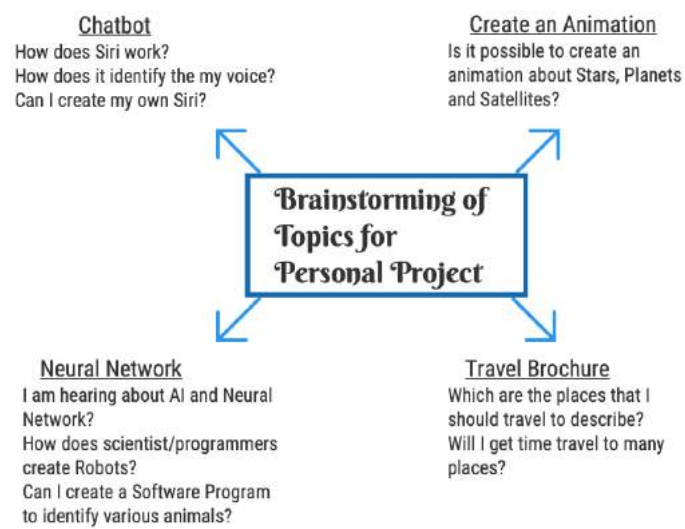 Chatbot
How does Siri work?
How does it identify the my voice?
Can I create my own Siri?
Create an Animation
Is it possible to create an
animation about Stars, Planets
and Satellites?
Brainstorming of
Topics for
Personal Project
Neural Network
I am hearing about AI and Neural
Network?
How does scientist/programmers
create Robots?
Can I create a Software Program
to identify various animals?
Travel Brochure
Which are the places that I
should travel to describe?
Will I get time travel to many
places?